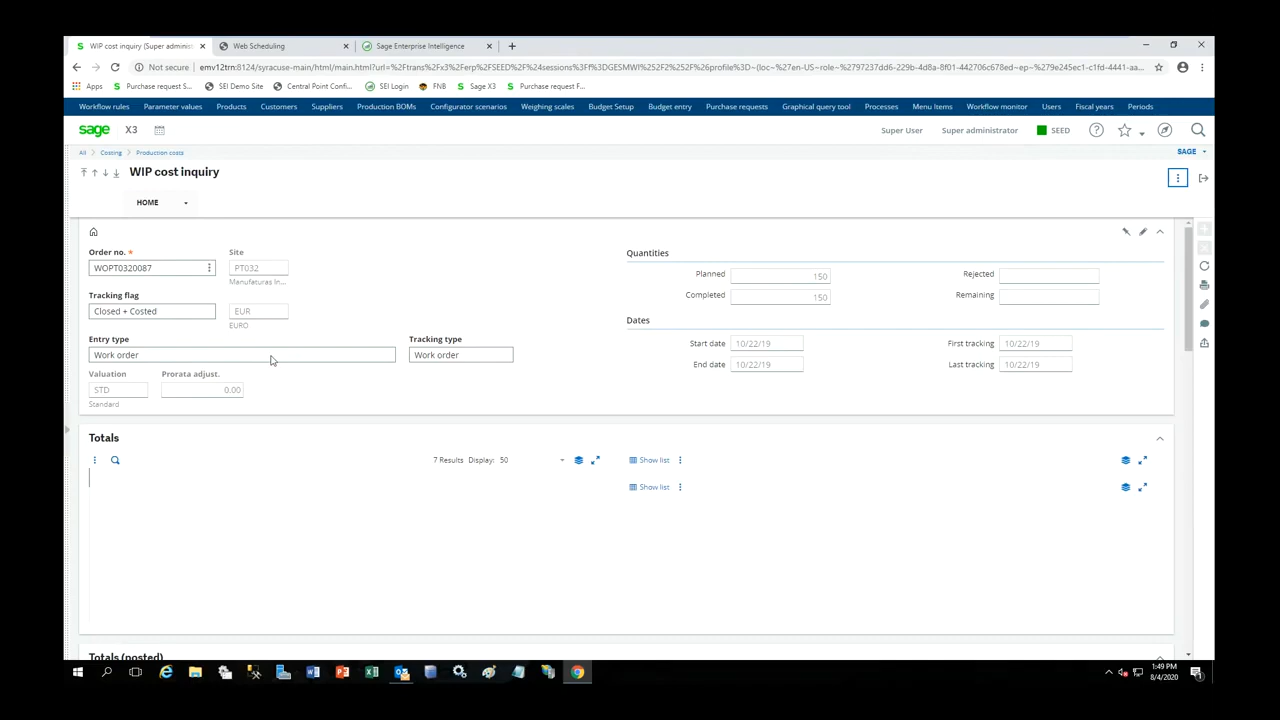 WIP cost inquiry (Super administ
Web Scheduling
Sage Enterprise Intelligence
Not secure
emv12trn:8124/syracuse-main/html/main.html?url=%2Ftrans%2Fx3%2Ferp%2FSEED%2F%24sessions%3Ff%3DGESMWI%252F2%252F%26profile%3D~(loc~%27en-US~role~%2797237dd6-229b-4d8a-8f01-442706c678ed~ep~%279e245ec1-c1fd-4441-aa...
Apps
Purchase request S...
SEI Demo Site
Central Point Confi...
SEI Login
FNB
Sage X3
Purchase request F...
Workflow rules
Parameter values
Products
Customers
Suppliers
Production BOMs
Configurator scenarios
Weighing scales
Budget Setup
Budget entry
Purchase requests
Graphical query tool
Processes
Menu Items
Workflow monitor
Users
Fiscal years
Periods
sage
X3
Super User
Super administrator
SEED
All
Costing
Production costs
SAGE
WIP cost inquiry
HOME
Order no. *
Site
WOPT0320087
PT032
Manufaturas In...
Tracking flag
Closed + Costed
EUR
EURO
Entry type
Tracking type
Work order
Work order
Valuation
Prorata adjust.
STD
0.00
Standard
Quantities
Planned
150
Rejected
Completed
150
Remaining
Dates
Start date
10/22/19
First tracking
10/22/19
End date
10/22/19
Last tracking
10/22/19
Totals
7 Results Display: 50
Show list
Show list
Totals (posted)
1:49 PM
8/4/2020